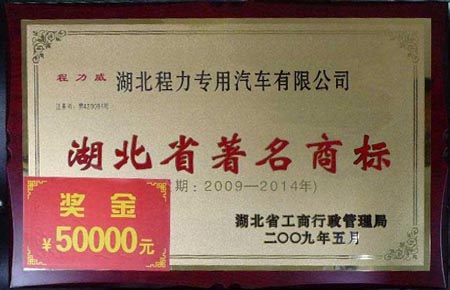 程力威 湖北程力专用汽车有限公司
湖北省著名商标
期:2009—2014年)
奖金
¥50000元
湖北省工商行政管理局
二〇〇九年五月